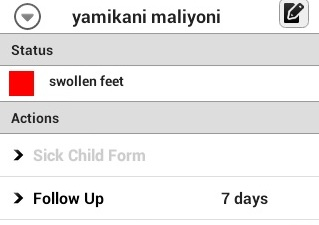 yamikani maliyoni
Status
swollen feet
Actions
Sick Child Form
Follow Up 7 days